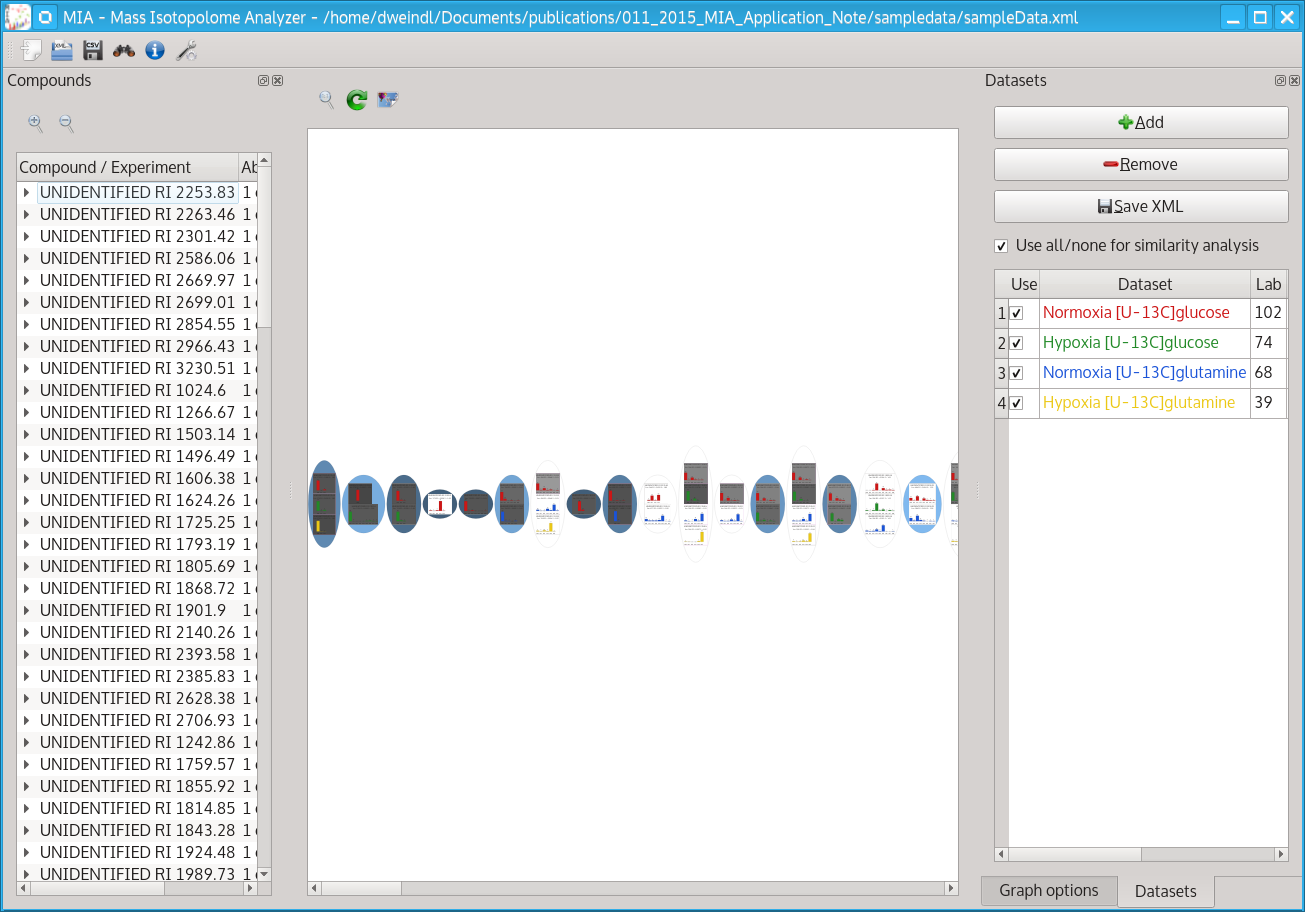 MIA - Mass Isotopolome Analyzer - /home/dweindl/Documents/publications/011_2015_MIA_Application_Note/sampledata/sampleData.xml
XML
CSV
Compounds
Datasets
Add
Remove
Save XML
Use all/none for similarity analysis
Compound / Experiment Ab
UNIDENTIFIED RI 2253.83 1
UNIDENTIFIED RI 2263.46 1
UNIDENTIFIED RI 2301.42 1
UNIDENTIFIED RI 2586.06 1
UNIDENTIFIED RI 2669.97 1
UNIDENTIFIED RI 2699.01 1
UNIDENTIFIED RI 2854.55 1
UNIDENTIFIED RI 2966.43 1
UNIDENTIFIED RI 3230.51 1
UNIDENTIFIED RI 1024.6 1
UNIDENTIFIED RI 1266.67 1
UNIDENTIFIED RI 1503.14 1
UNIDENTIFIED RI 1496.49 1
UNIDENTIFIED RI 1606.38 1
UNIDENTIFIED RI 1624.26 1
UNIDENTIFIED RI 1725.25 1
UNIDENTIFIED RI 1793.19 1
UNIDENTIFIED RI 1805.69 1
UNIDENTIFIED RI 1868.72 1
UNIDENTIFIED RI 1901.9 1
UNIDENTIFIED RI 2140.26 1
UNIDENTIFIED RI 2393.58 1
UNIDENTIFIED RI 2385.83 1
UNIDENTIFIED RI 2628.38 1
UNIDENTIFIED RI 2706.93 1
UNIDENTIFIED RI 1242.86 1
UNIDENTIFIED RI 1759.57 1
UNIDENTIFIED RI 1855.92 1
UNIDENTIFIED RI 1814.85 1
UNIDENTIFIED RI 1843.28 1
UNIDENTIFIED RI 1924.48 1
UNIDENTIFIED RI 1989.73 1
Use Dataset Lab
1 Normoxia [U-13C]glucose 102
2 Hypoxia [U-13C]glucose 74
3 Normoxia [U-13C]glutamine 68
4 Hypoxia [U-13C]glutamine 39
Graph options
Datasets